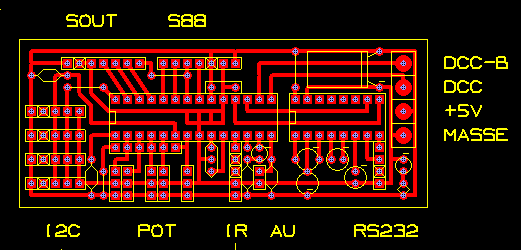 SOUT S88
DCC-B
DCC
+5V
MASSE
I2C POT IR AU RS232